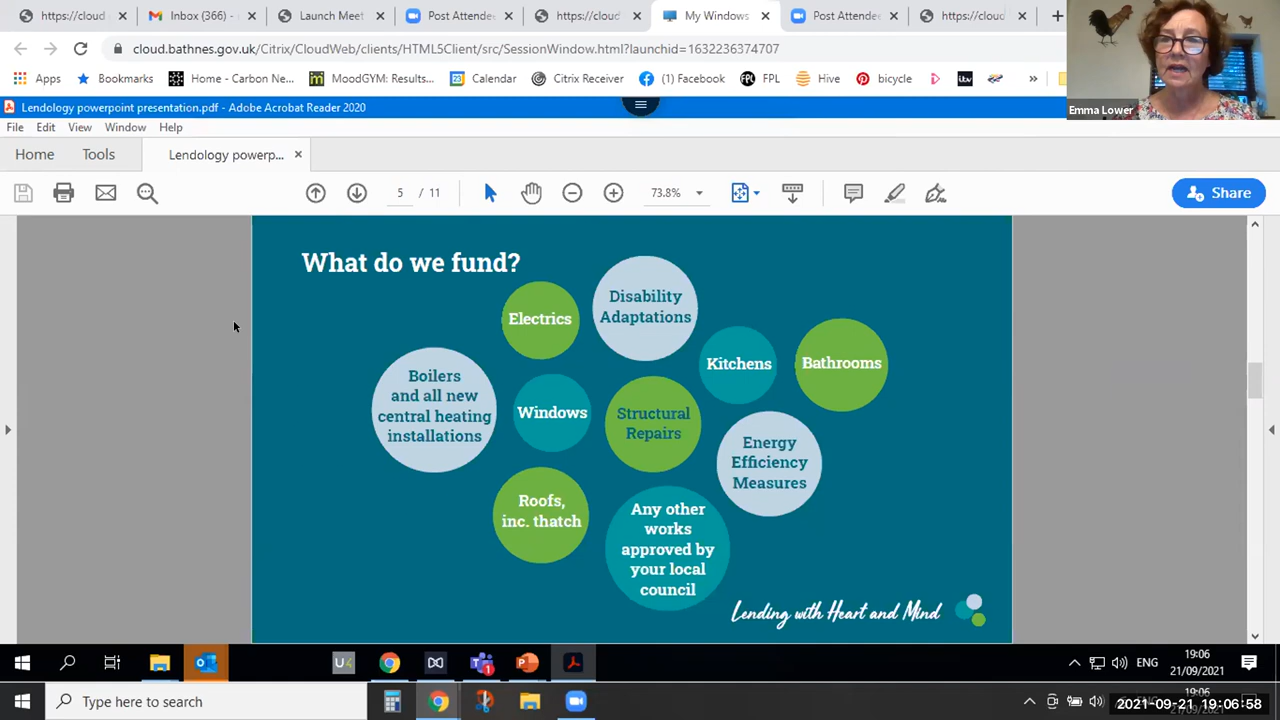 https://cloud
Inbox (366) -
Launch Meet
Post Attende
https://cloud
My Windows
Post Attende
https://cloud
cloud.bathnes.gov.uk/Citrix/CloudWeb/clients/HTML5Client/src/SessionWindow.html?launchid=1632236374707
Apps
Bookmarks
Home - Carbon Ne...
MoodGYM: Results...
Calendar
Citrix Receiver
(1) Facebook
FPL
Hive
bicycle
itv
»
Emma Lower
Lendology powerpoint presentation.pdf - Adobe Acrobat Reader 2020
File Edit View Window Help
Home Tools Lendology powerp...
5 / 11
73.8%
Share
What do we fund?
Electrics
Disability
Adaptations
Kitchens
Bathrooms
Boilers
and all new
central heating
installations
Windows
Structural
Repairs
Energy
Efficiency
Measures
Roofs,
inc. thatch
Any other
works
approved by
your local
council
Lending with Heart and Mind
U4
ENG
19:06
21/09/2021
Type here to search
19:06
2021-09-21 19:06:58